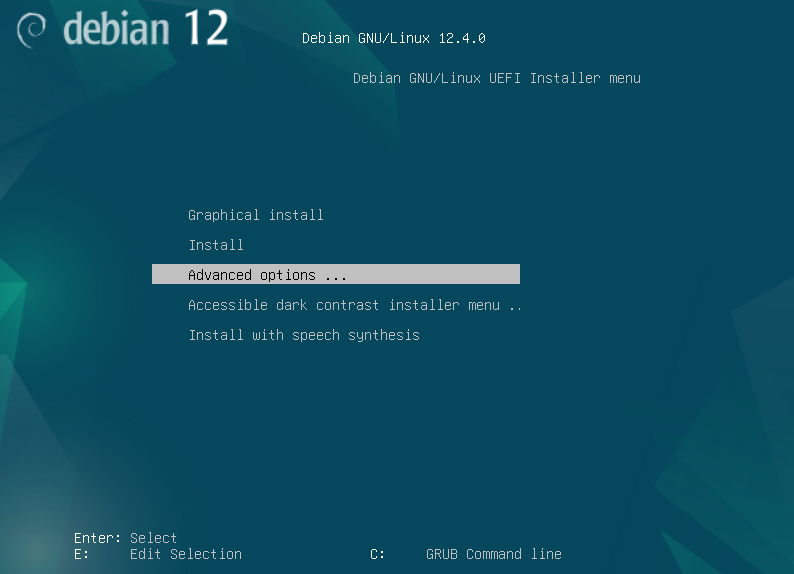 debian 12
Debian GNU/Linux 12.4.0
Debian GNU/Linux UEFI Installer menu
Graphical install
Install
Advanced options ...
Accessible dark contrast installer menu ..
Install with speech synthesis
Enter: Select
E: Edit Selection C: GRUB Command line